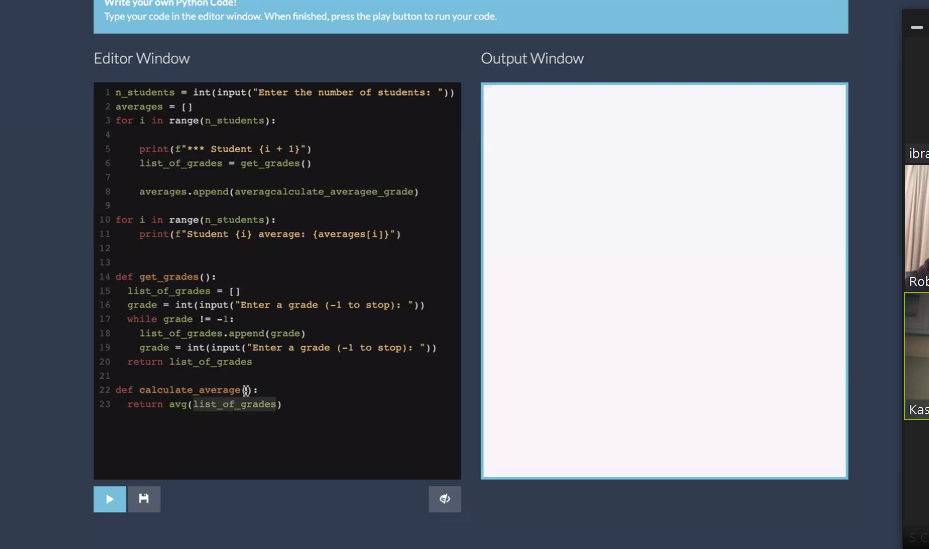 Write your own Python Code!
Type your code in the editor window. When finished, press the play button to run your code.
Editor Window
Output Window
1 n_students = int(input("Enter the number of students: "))
2 averages = []
3 for i in range(n_students):
4
5 print(f"*** Student {i + 1}")
6 list_of_grades = get_grades()
7
8 averages.append(averagcalculate_averagee_grade)
9
10 for i in range(n_students):
11 print(f"Student {i} average: {averages[i]}")
12
13
14 def get_grades():
15 list_of_grades = []
16 grade = int(input("Enter a grade (-1 to stop): "))
17 while grade != -1:
18 list_of_grades.append(grade)
19 grade = int(input("Enter a grade (-1 to stop): "))
20 return list_of_grades
21
22 def calculate_average():
23 return avg(list_of_grades)
ibra
Rob
Kas